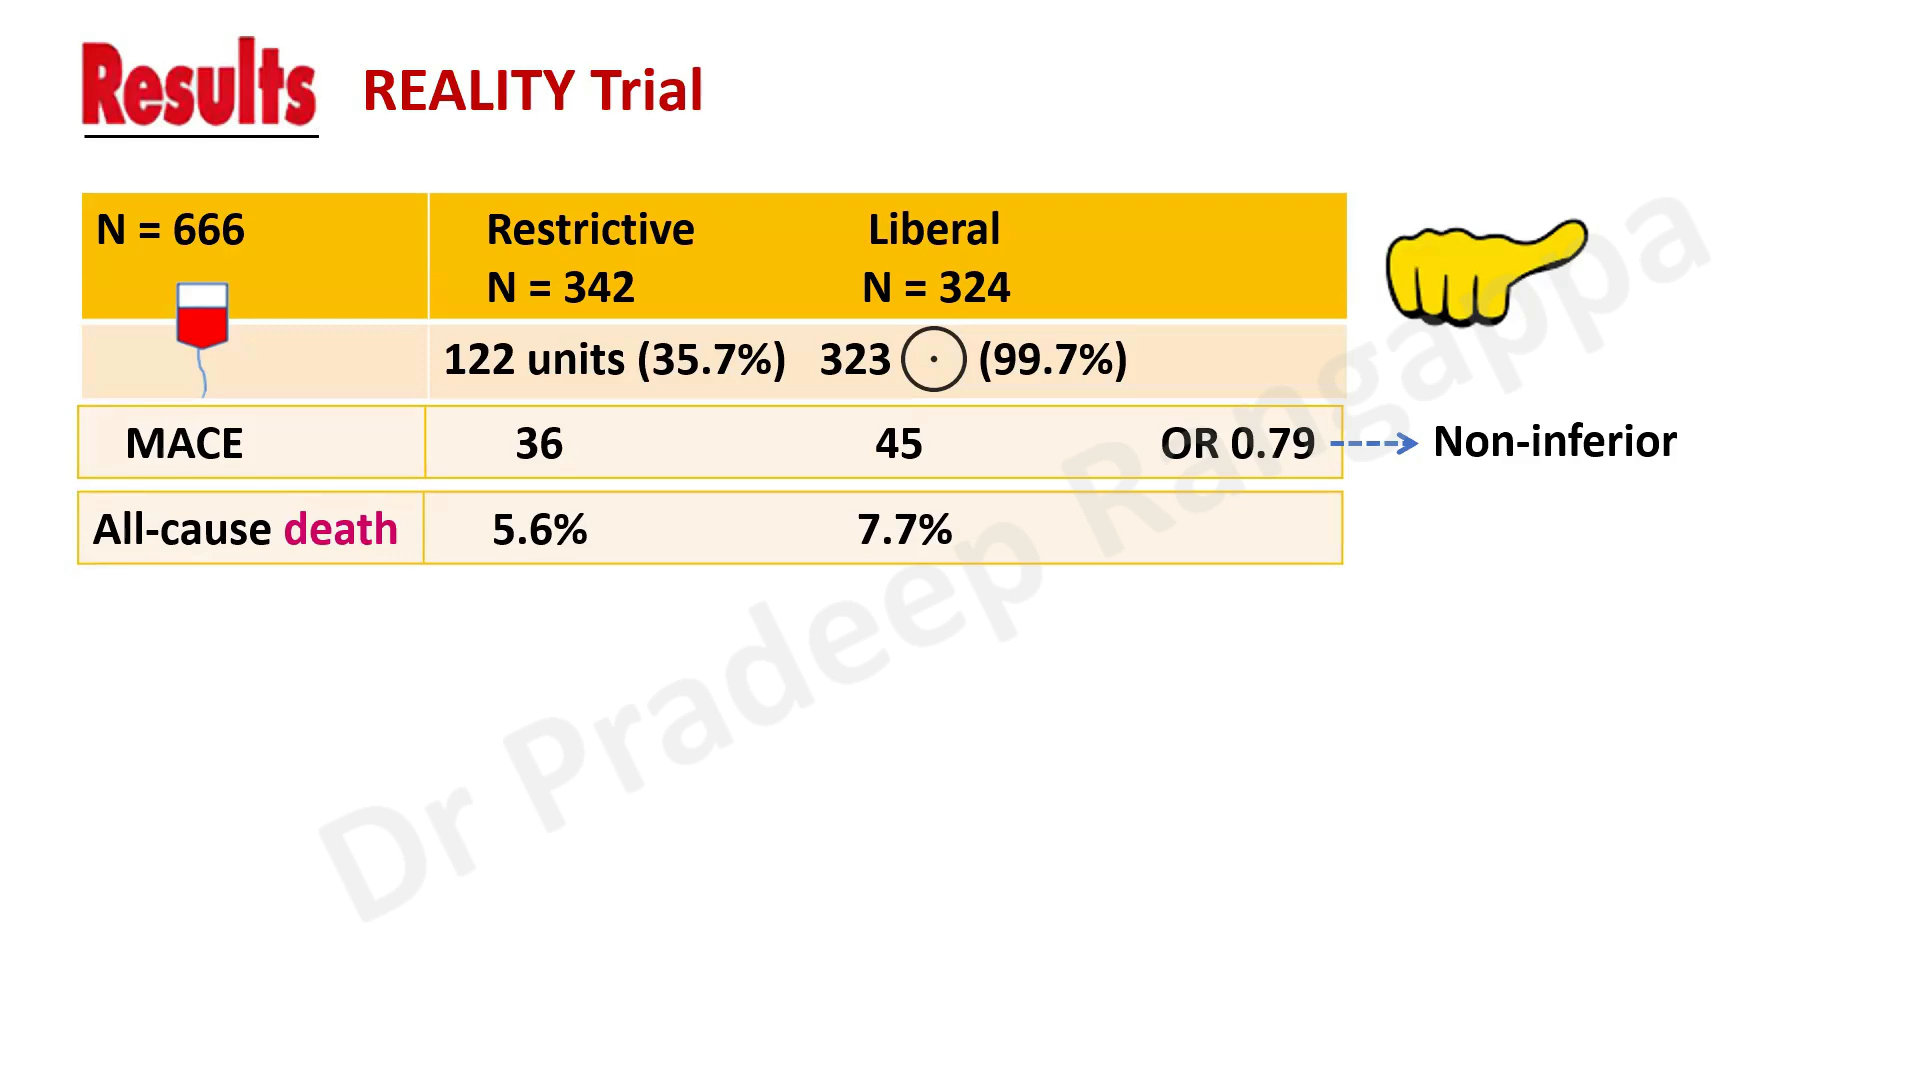 Results REALITY Trial
N = 666 Restrictive Liberal
N = 342 N = 324
122 units (35.7%) 323 (99.7%)
MACE 36 45 OR 0.79 Non-inferior
All-cause death 5.6% 7.7%
Dr Pradeep Rangappa